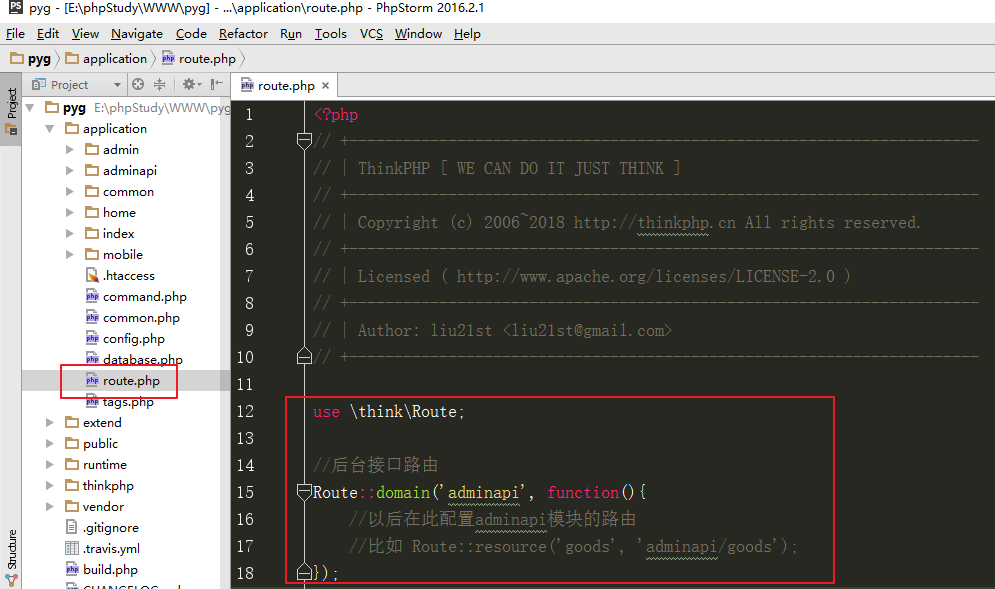 pyg - [E:\phpStudy\WWW\pyg] - ...\application\route.php - PhpStorm 2016.2.1
File Edit View Navigate Code Refactor Run Tools VCS Window Help
pyg application route.php
Project
route.php
Project
Structure
pyg E:\phpStudy\WWW\pyg
application
admin
adminapi
common
home
index
mobile
.htaccess
command.php
common.php
config.php
database.php
route.php
tags.php
extend
public
runtime
thinkphp
vendor
.gitignore
.travis.yml
build.php
1 <?php
2 // +----------------------------------------------------------------------
3 // | ThinkPHP [ WE CAN DO IT JUST THINK ]
4 // +----------------------------------------------------------------------
5 // | Copyright (c) 2006~2018 http://thinkphp.cn All rights reserved.
6 // +----------------------------------------------------------------------
7 // | Licensed ( http://www.apache.org/licenses/LICENSE-2.0 )
8 // +----------------------------------------------------------------------
9 // | Author: liu21st <liu21st@gmail.com>
10 // +----------------------------------------------------------------------
11
12 use \think\Route;
13
14 //后台接口路由
15 Route::domain('adminapi', function(){
16 //以后在此配置adminapi模块的路由
17 //比如 Route::resource('goods', 'adminapi/goods');
18 });